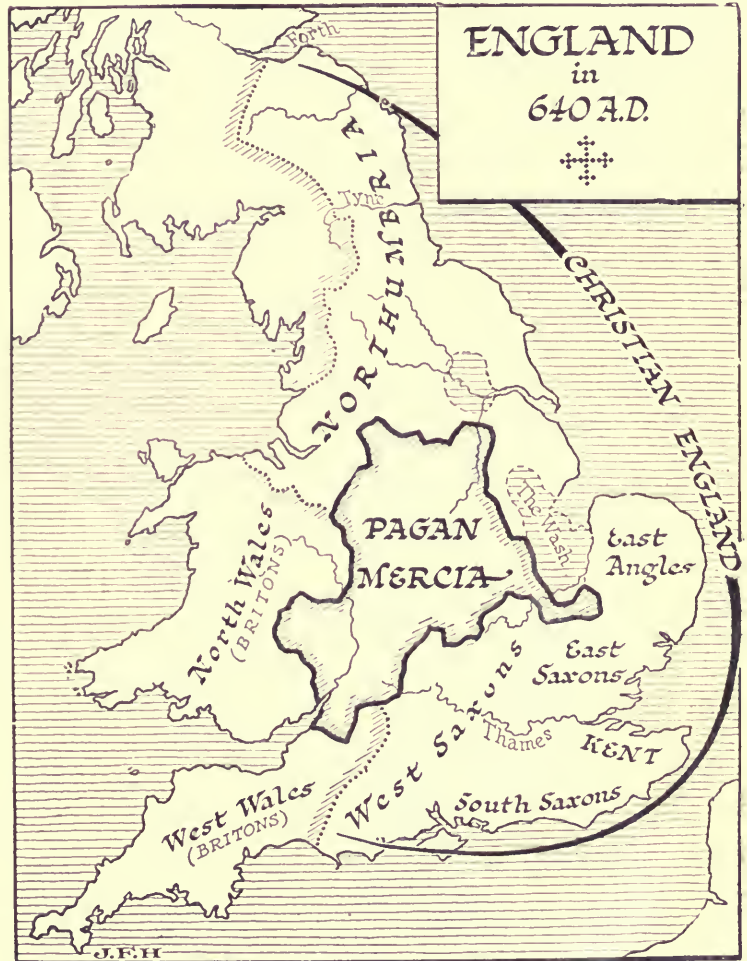 ENGLAND
in
640 A.D.
Forth
Tyne
NORTHUMBRIA
CHRISTIAN ENGLAND
PAGAN
MERCIA
The Wash
East
Angles
North Wales
(BRITONS)
East
Saxons
West Saxons
Thames
KENT
South Saxons
West Wales
(BRITONS)
J.F.H